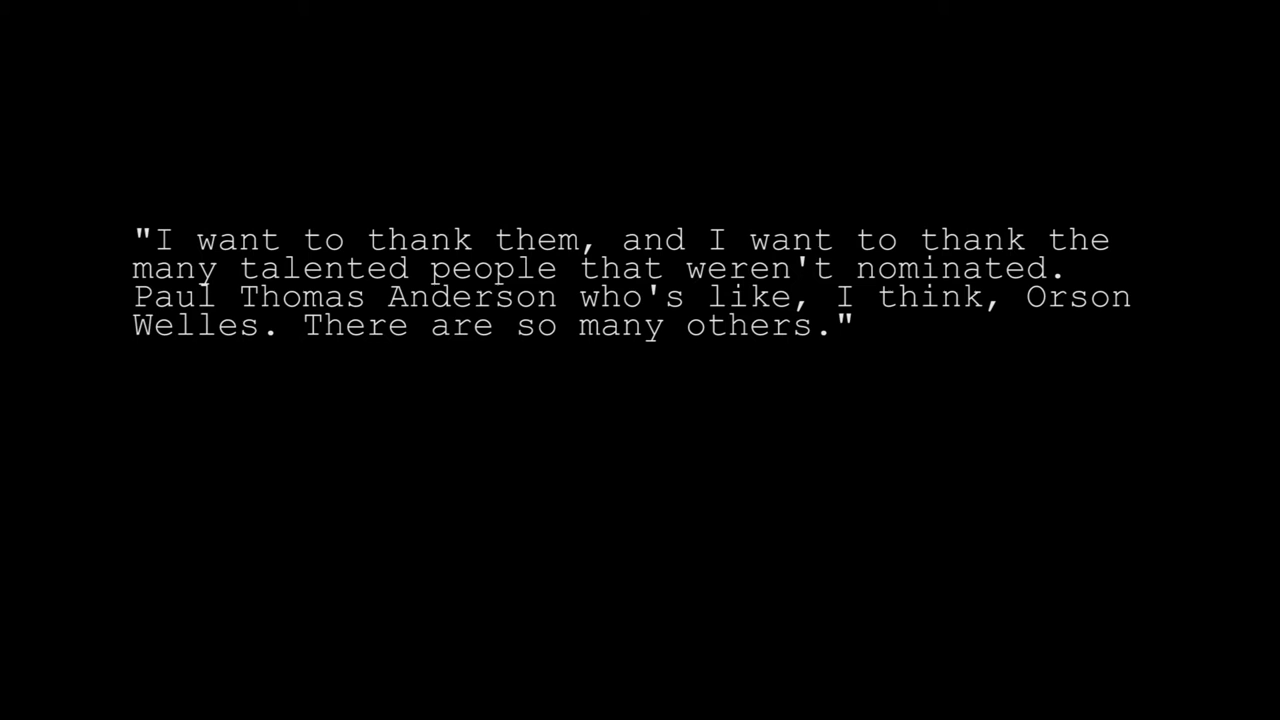 "I want to thank them, and I want to thank the
many talented people that weren't nominated.
Paul Thomas Anderson who's like, I think, Orson
Welles. There are so many others."